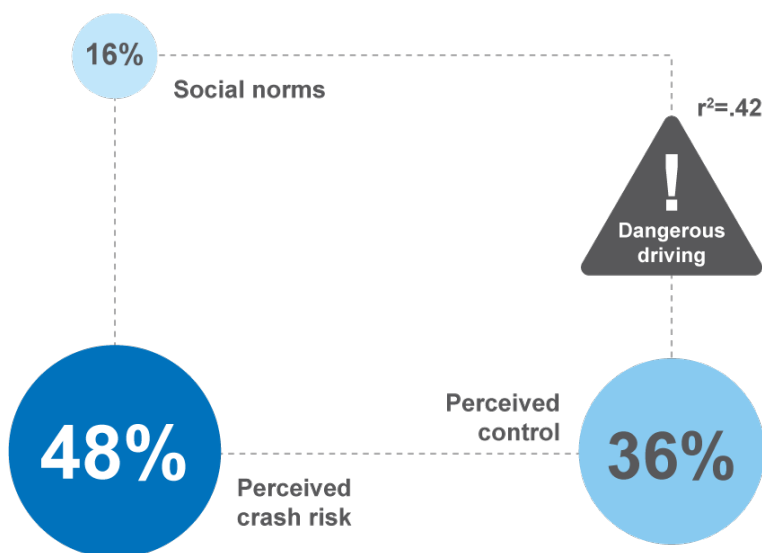 16%
Social norms
r²=.42
!
Dangerous
driving
Perceived
control
48%
36%
Perceived
crash risk